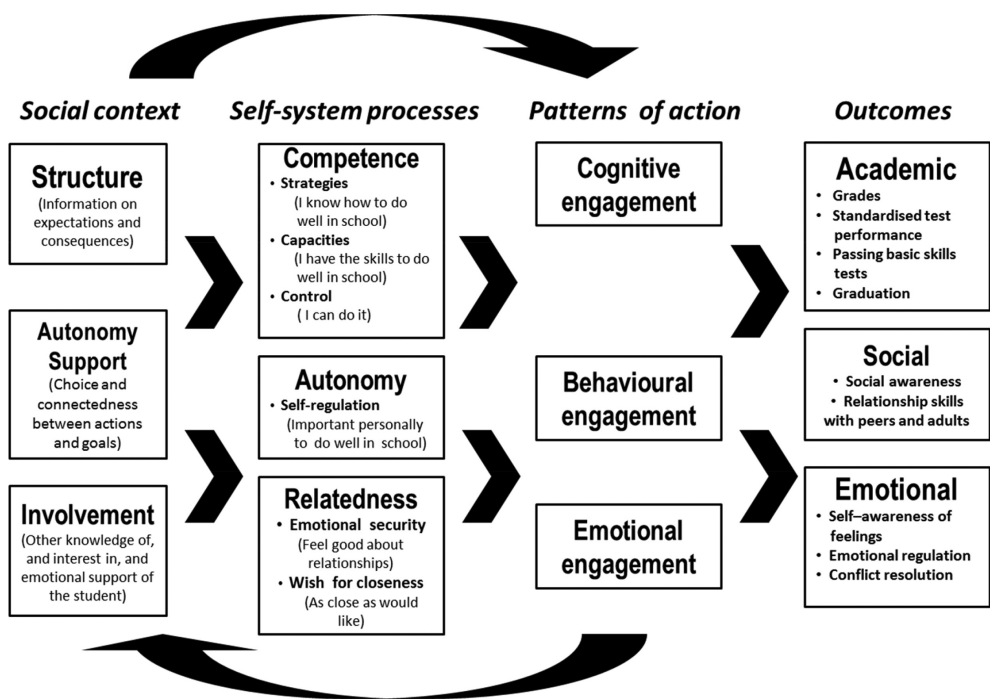 Social context
Self-system processes
Patterns of action
Outcomes
Structure
(Information on
expectations and
consequences)
Autonomy
Support
(Choice and
connectedness
between actions
and goals)
Involvement
(Other knowledge of,
and interest in, and
emotional support of
the student)
Competence
• Strategies
(I know how to do
well in school)
• Capacities
(I have the skills to do
well in school)
• Control
( I can do it)
Autonomy
• Self-regulation
(Important personally
to do well in school)
Relatedness
• Emotional security
(Feel good about
relationships)
• Wish for closeness
(As close as would
like)
Cognitive
engagement
Behavioural
engagement
Emotional
engagement
Academic
• Grades
• Standardised test
performance
• Passing basic skills
tests
• Graduation
Social
• Social awareness
• Relationship skills
with peers and adults
Emotional
• Self–awareness of
feelings
• Emotional regulation
• Conflict resolution